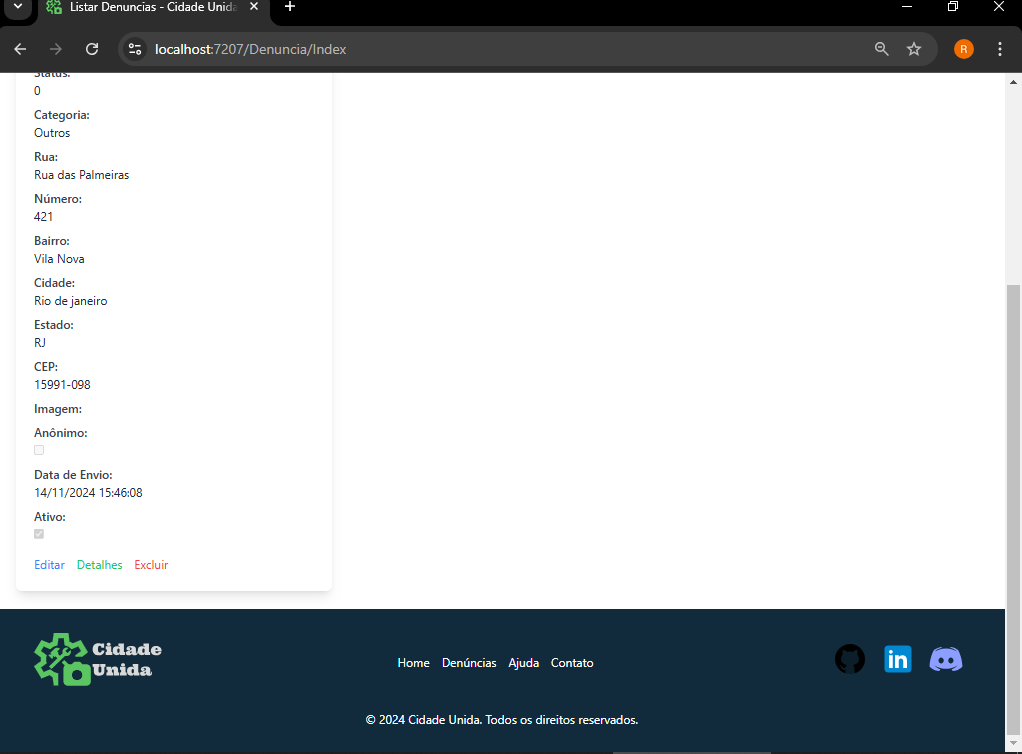 Listar Denuncias - Cidade Unida
localhost:7207/Denuncia/Index
R
Status:
0
Categoria:
Outros
Rua:
Rua das Palmeiras
Número:
421
Bairro:
Vila Nova
Cidade:
Rio de janeiro
Estado:
RJ
CEP:
15991-098
Imagem:
Anônimo:
Data de Envio:
14/11/2024 15:46:08
Ativo:
Editar Detalhes Excluir
Cidade
Unida
Home Denúncias Ajuda Contato
in
© 2024 Cidade Unida. Todos os direitos reservados.